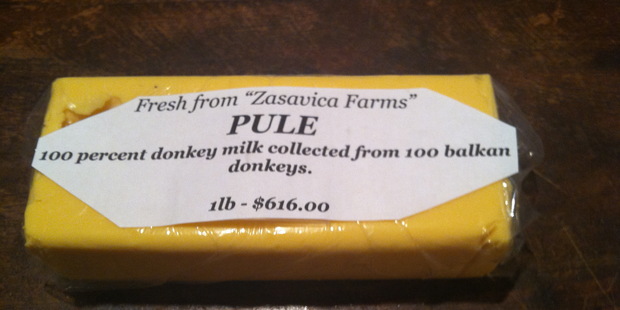 Fresh from "Zasavica Farms"
PULE
100 percent donkey milk collected from 100 balkan
donkeys.
1lb - $616.00